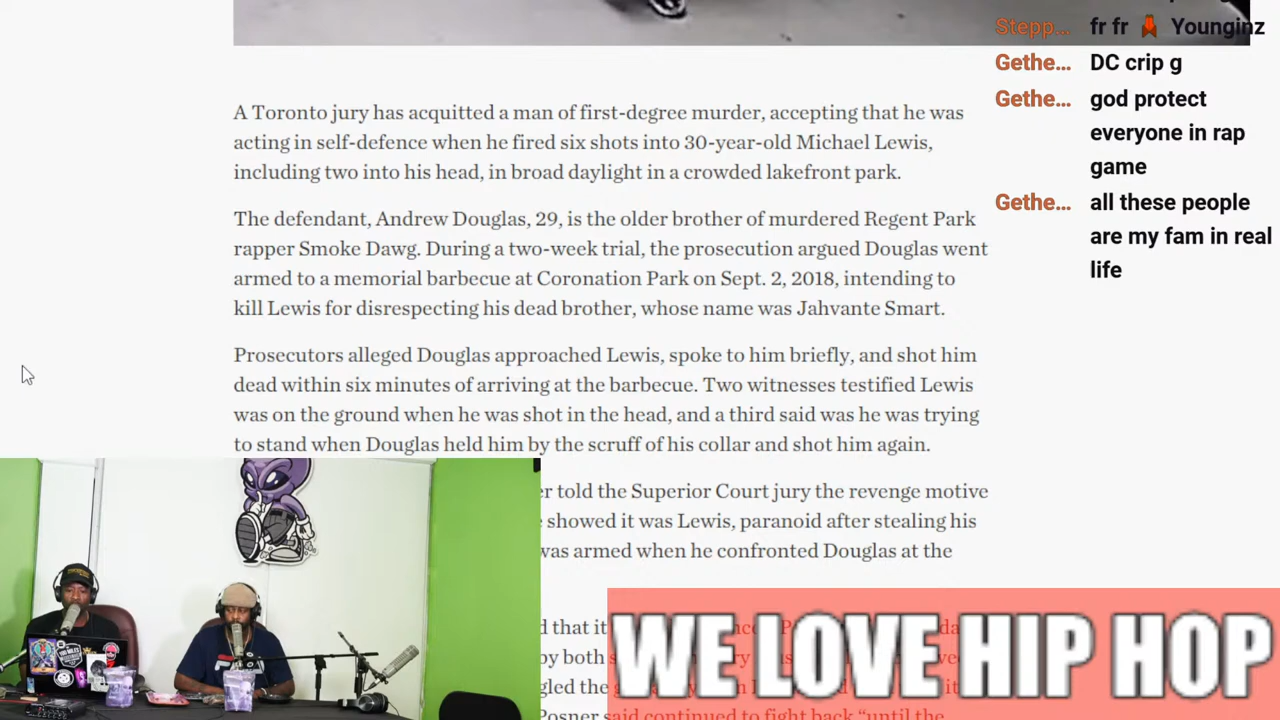 A Toronto jury has acquitted a man of first-degree murder, accepting that he was
acting in self-defence when he fired six shots into 30-year-old Michael Lewis,
including two into his head, in broad daylight in a crowded lakefront park.
The defendant, Andrew Douglas, 29, is the older brother of murdered Regent Park
rapper Smoke Dawg. During a two-week trial, the prosecution argued Douglas went
armed to a memorial barbecue at Coronation Park on Sept. 2, 2018, intending to
kill Lewis for disrespecting his dead brother, whose name was Jahvante Smart.
Prosecutors alleged Douglas approached Lewis, spoke to him briefly, and shot him
dead within six minutes of arriving at the barbecue. Two witnesses testified Lewis
was on the ground when he was shot in the head, and a third said was he was trying
to stand when Douglas held him by the scruff of his collar and shot him again.
told the Superior Court jury the revenge motive
showed it was Lewis, paranoid after stealing his
was armed when he confronted Douglas at the
that it
by both
the
Posner said continued to fight back “until the
Stepp... fr fr Younginz
Gethe... DC crip g
Gethe... god protect
everyone in rap
game
Gethe... all these people
are my fam in real
life
WE LOVE HIP HOP